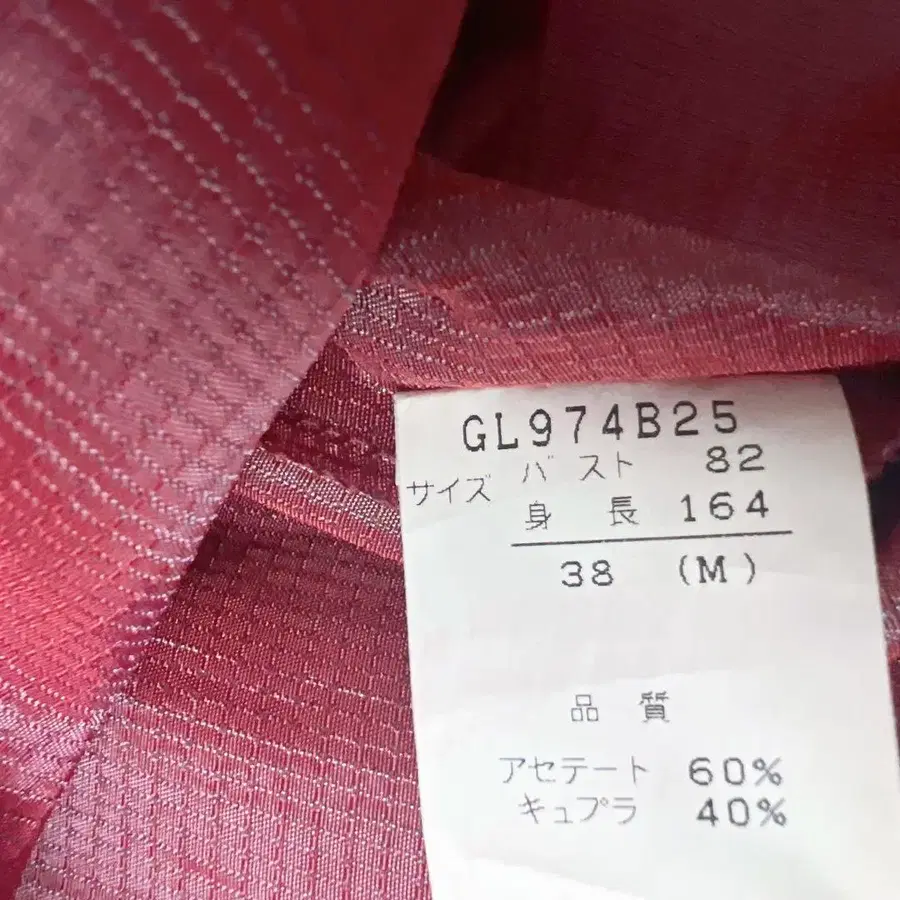 GL974B25
サイズ バスト 82
身長 164
38 (M)
品質
アセテート 60%
キュプラ 40%